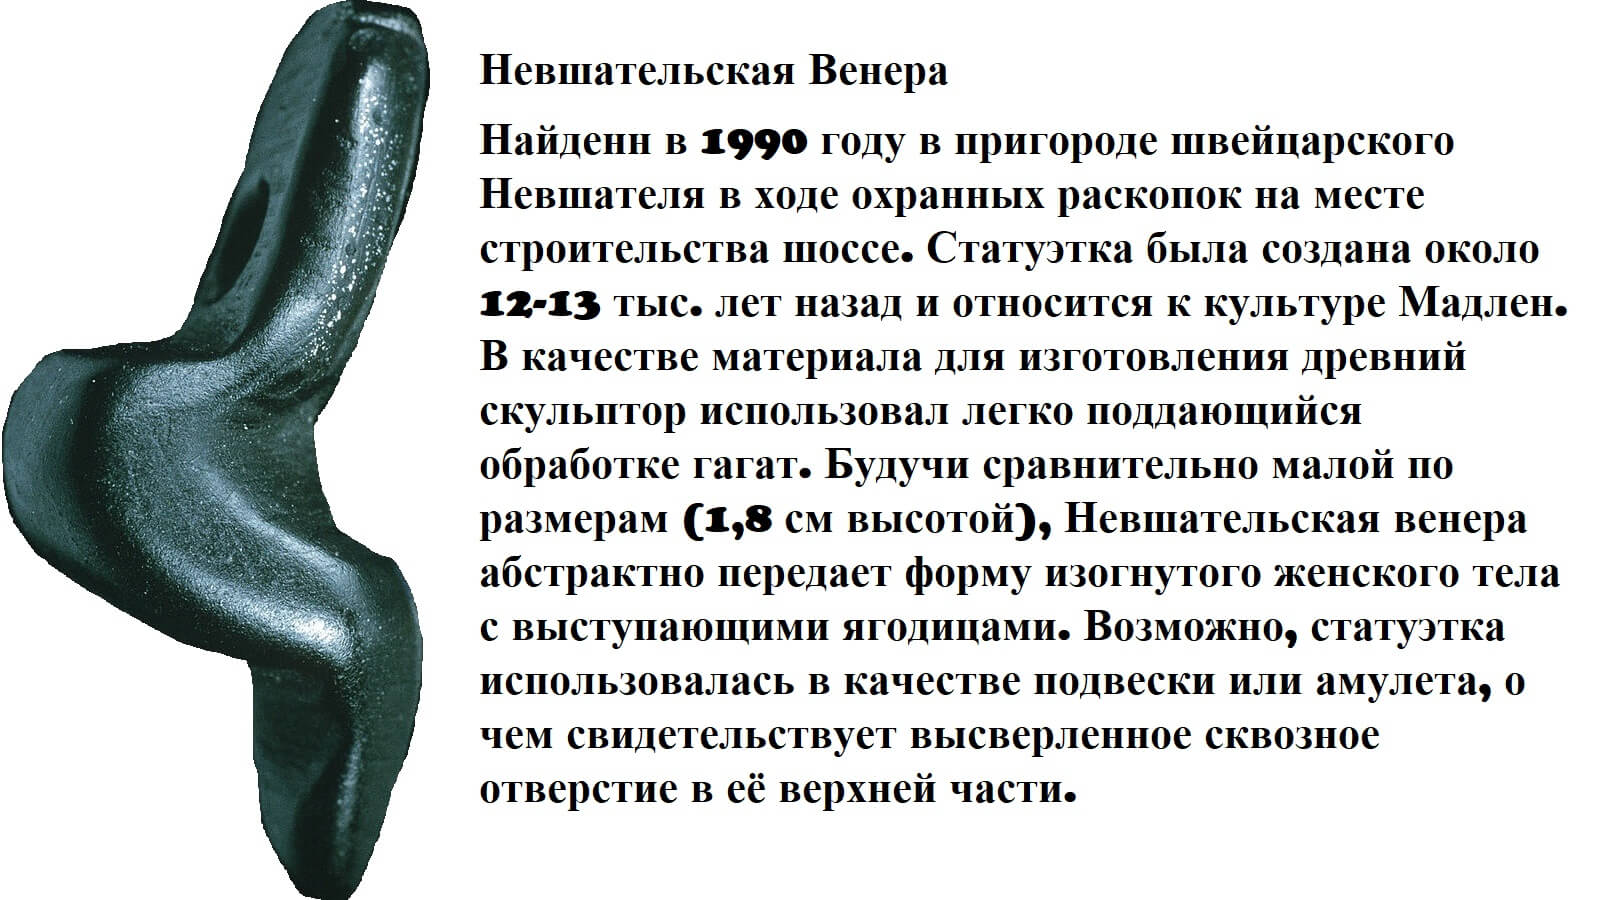 Невшательская Венера
Найденн в 1990 году в пригороде швейцарского
Невшателя в ходе охранных раскопок на месте
строительства шоссе. Статуэтка была создана около
12-13 тыс. лет назад и относится к культуре Мадлен.
В качестве материала для изготовления древний
скульптор использовал легко поддающийся
обработке гагат. Будучи сравнительно малой по
размерам (1,8 см высотой), Невшательская венера
абстрактно передает форму изогнутого женского тела
с выступающими ягодицами. Возможно, статуэтка
использовалась в качестве подвески или амулета, о
чем свидетельствует высверленное сквозное
отверстие в её верхней части.